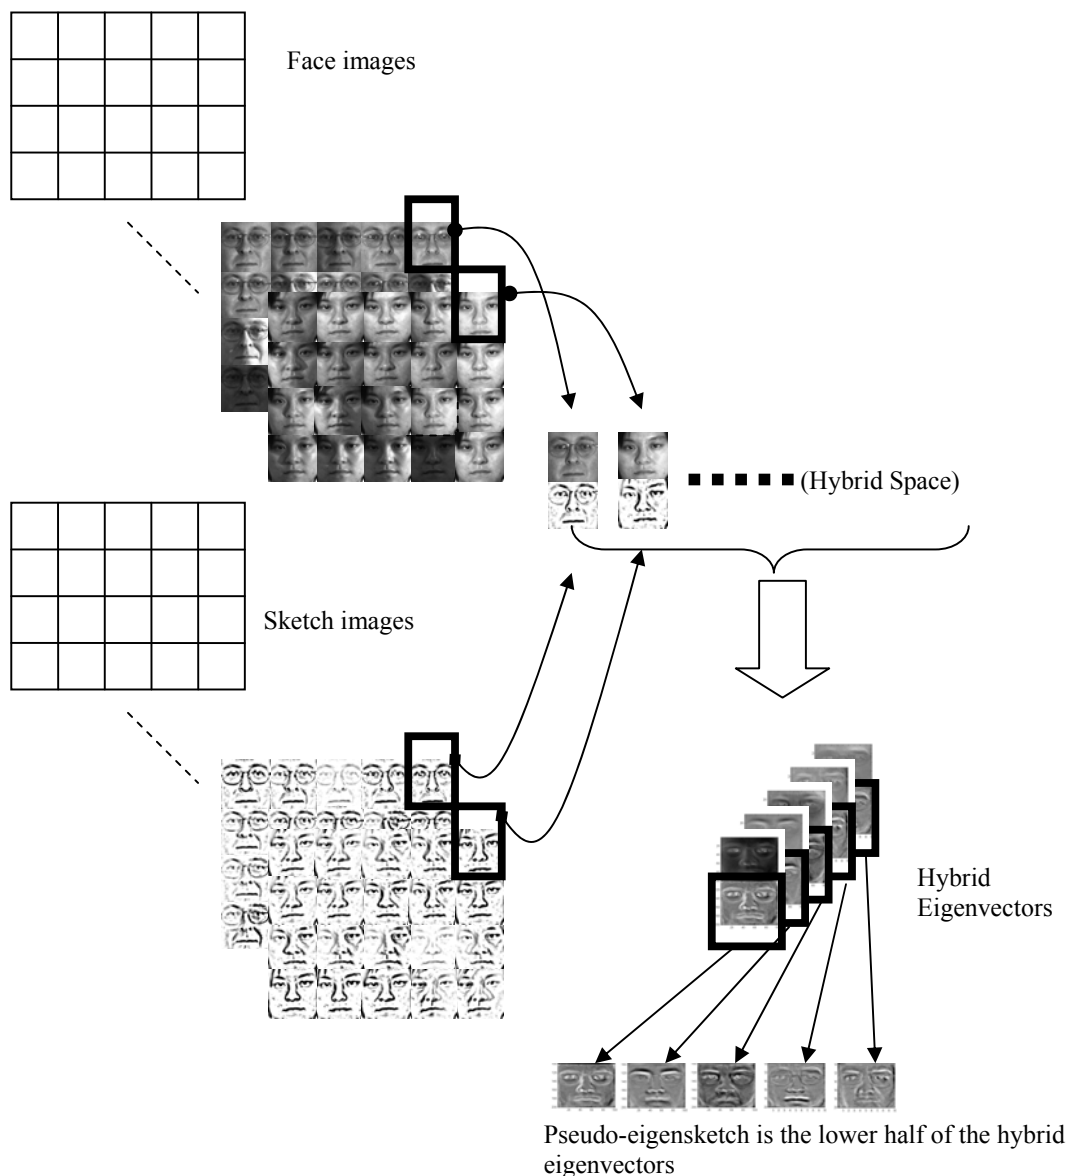 Face images
(Hybrid Space)
Sketch images
Hybrid
Eigenvectors
Pseudo-eigensketch is the lower half of the hybrid
eigenvectors